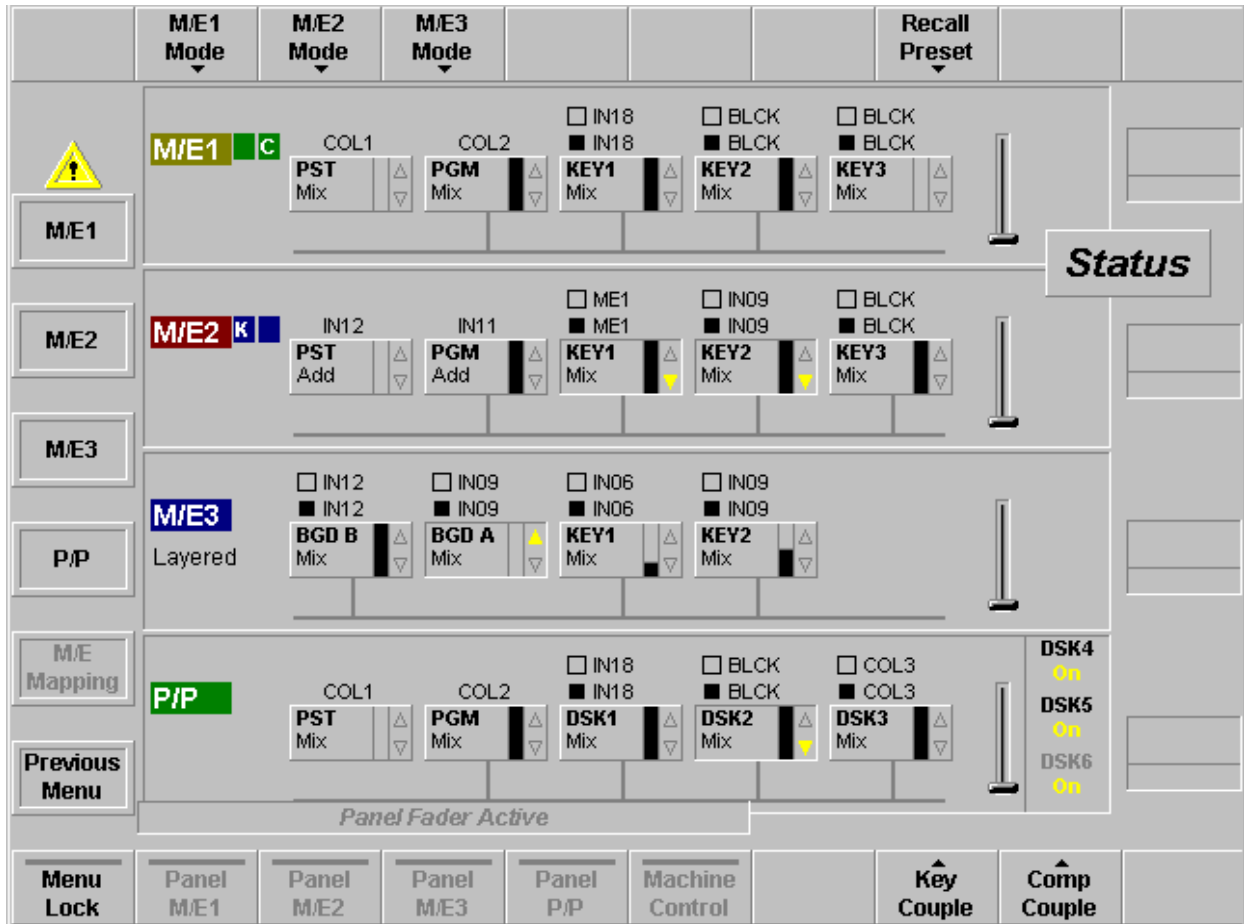 M/E1 Mode
M/E2 Mode
M/E3 Mode
Recall Preset
M/E1 C
COL1
COL2
IN18
BLCK
BLCK
IN18
BLCK
BLCK
PST
PGM
KEY1
KEY2
KEY3
Mix
Mix
Mix
Mix
Mix
M/E1
Status
M/E2 K
IN12
IN11
ME1
IN09
BLCK
ME1
IN09
BLCK
PST
PGM
KEY1
KEY2
KEY3
Add
Add
Mix
Mix
Mix
M/E2
M/E3
M/E3
Layered
IN12
IN09
IN06
IN09
IN12
IN09
IN06
IN09
BGD B
BGD A
KEY1
KEY2
Mix
Mix
Mix
Mix
P/P
M/E
Mapping
P/P
COL1
COL2
IN18
BLCK
COL3
IN18
BLCK
COL3
PST
PGM
DSK1
DSK2
DSK3
Mix
Mix
Mix
Mix
Mix
DSK4
On
DSK5
On
DSK6
On
Previous
Menu
Panel Fader Active
Menu Lock
Panel M/E1
Panel M/E2
Panel M/E3
Panel P/P
Machine Control
Key Couple
Comp Couple